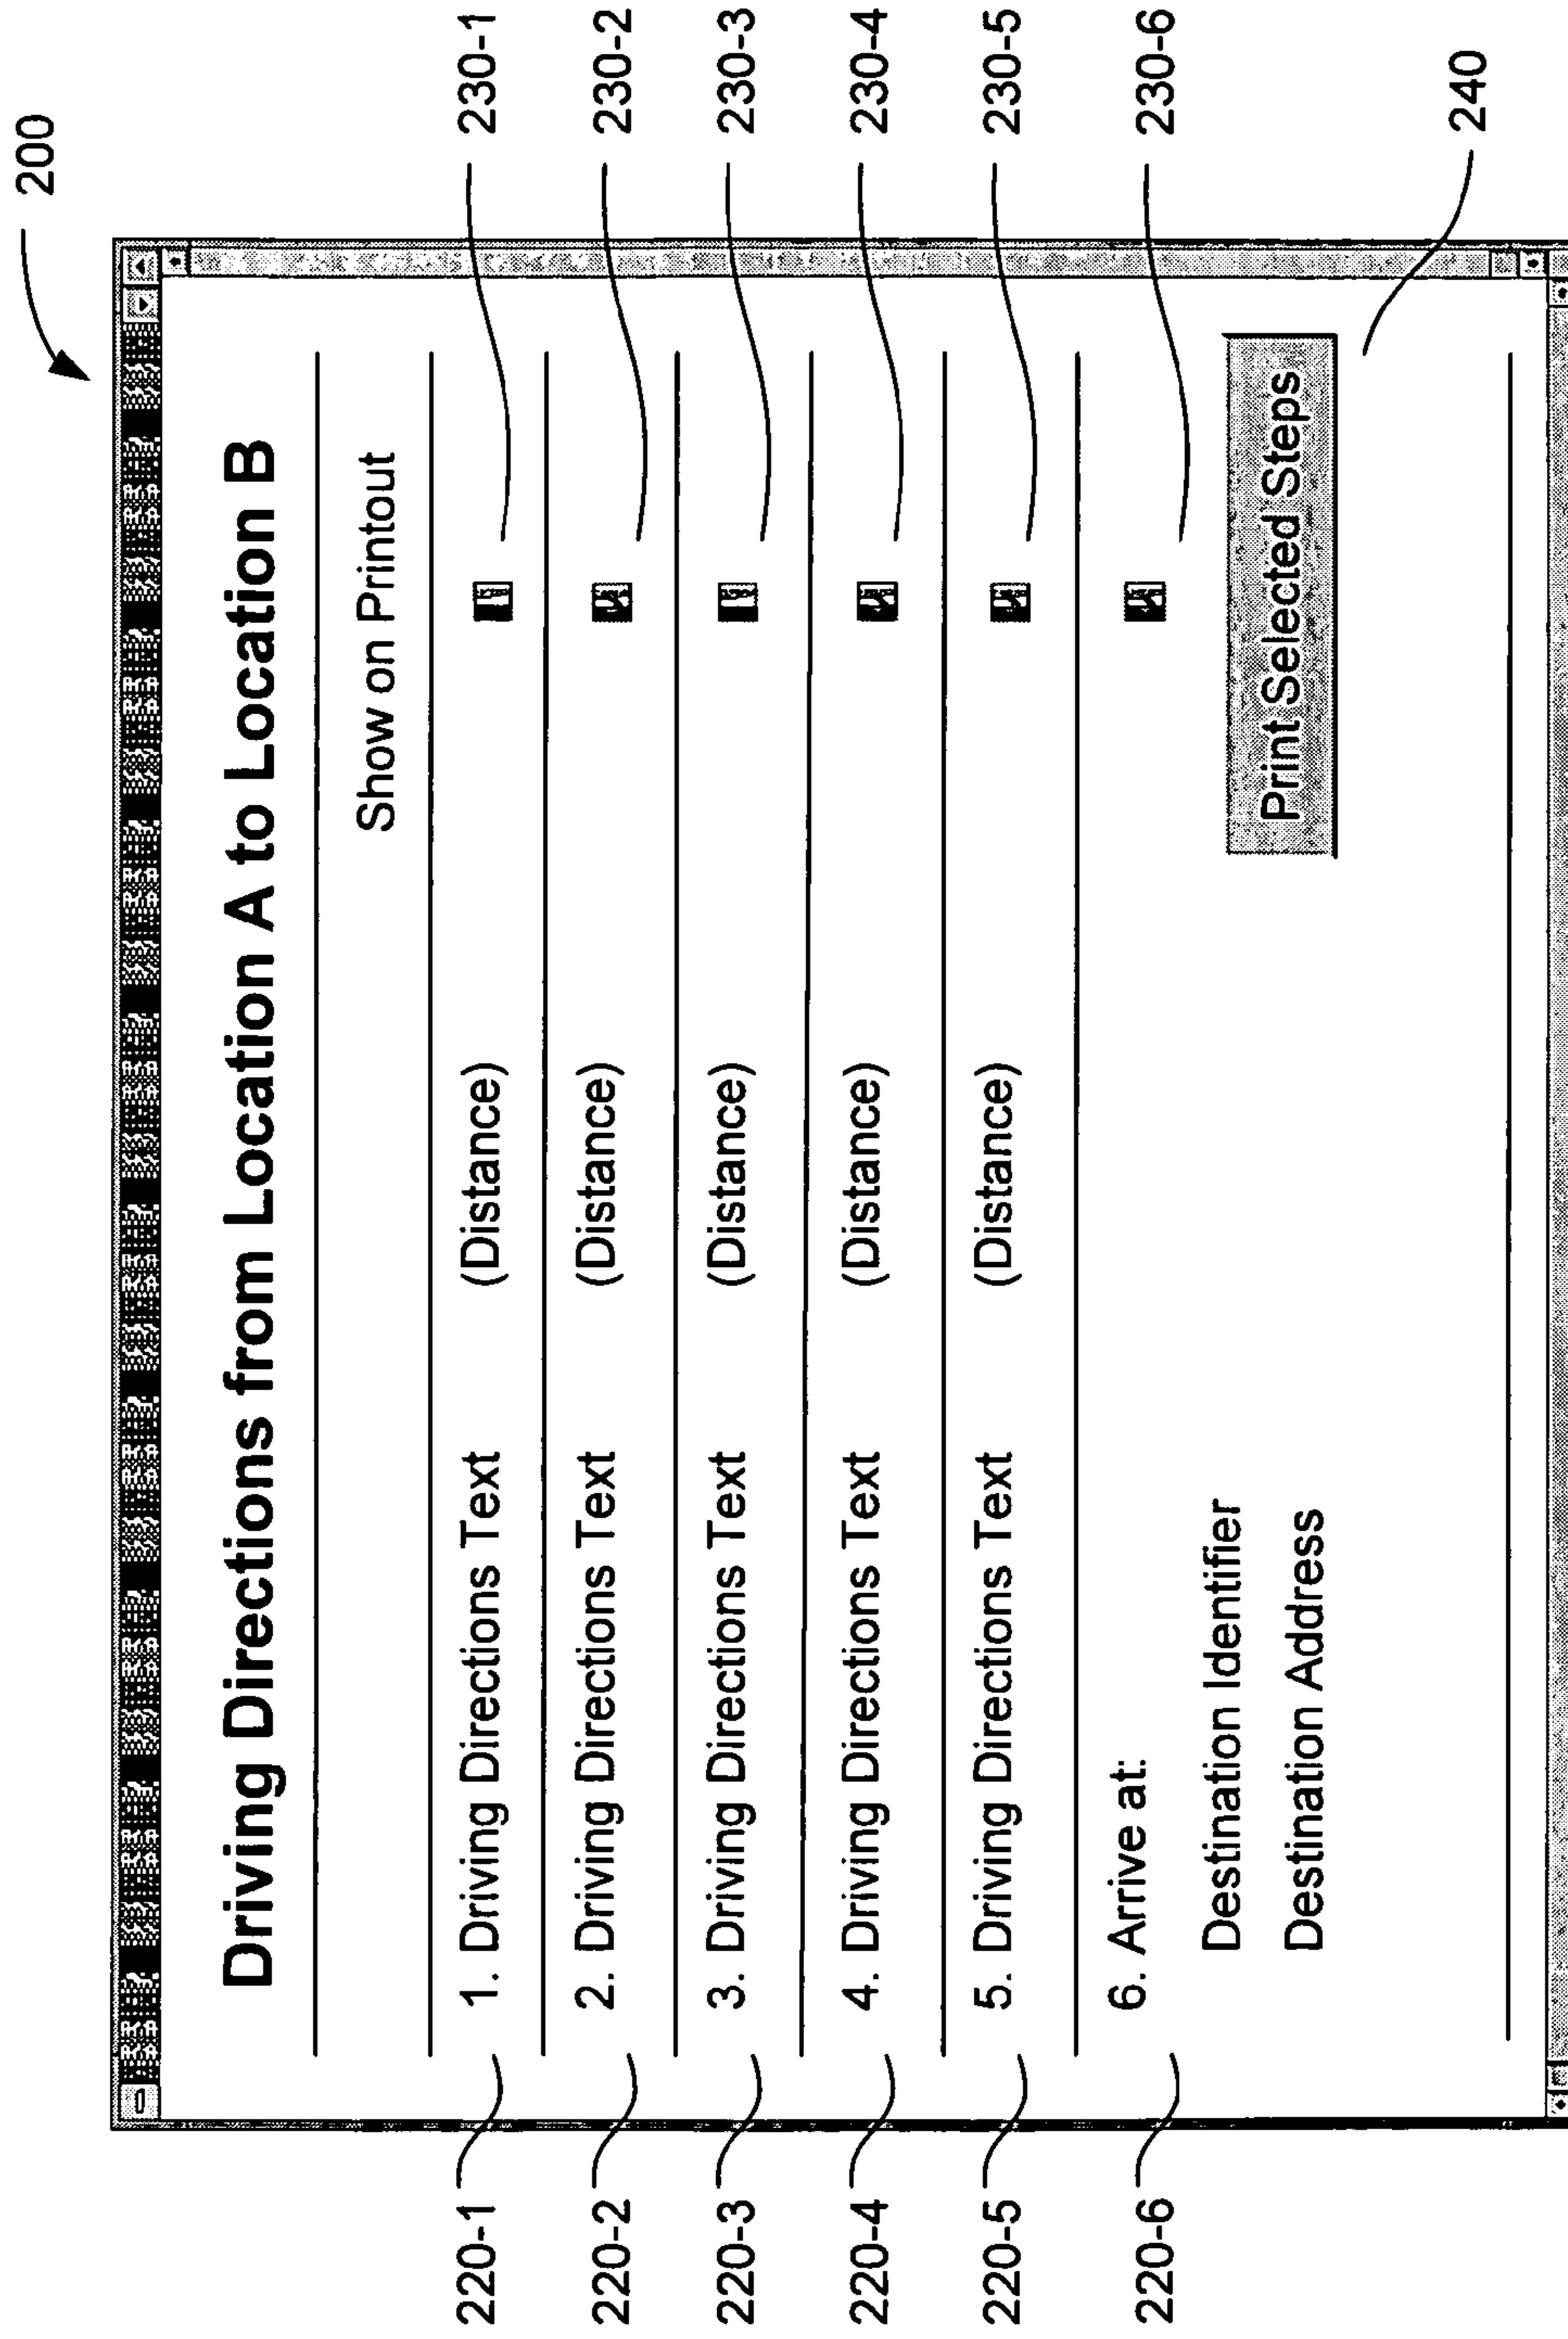 200
Driving Directions from Location A to Location B
Show on Printout
220-1 1. Driving Directions Text (Distance) 230-1
220-2 2. Driving Directions Text (Distance) 230-2
220-3 3. Driving Directions Text (Distance) 230-3
220-4 4. Driving Directions Text (Distance) 230-4
220-5 5. Driving Directions Text (Distance) 230-5
220-6 6. Arrive at: 230-6
Destination Identifier
Destination Address
Print Selected Steps
240